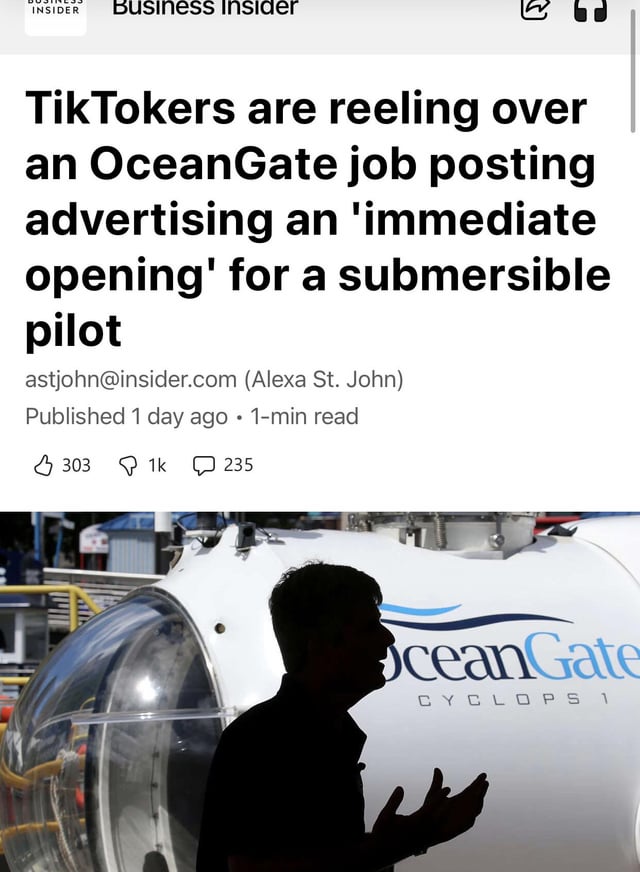 INSIDER
Business Insider
TikTokers are reeling over
an OceanGate job posting
advertising an 'immediate
opening' for a submersible
pilot
astjohn@insider.com (Alexa St. John)
Published 1 day ago • 1-min read
303 1k 235
OceanGate
CYCLOPS 1